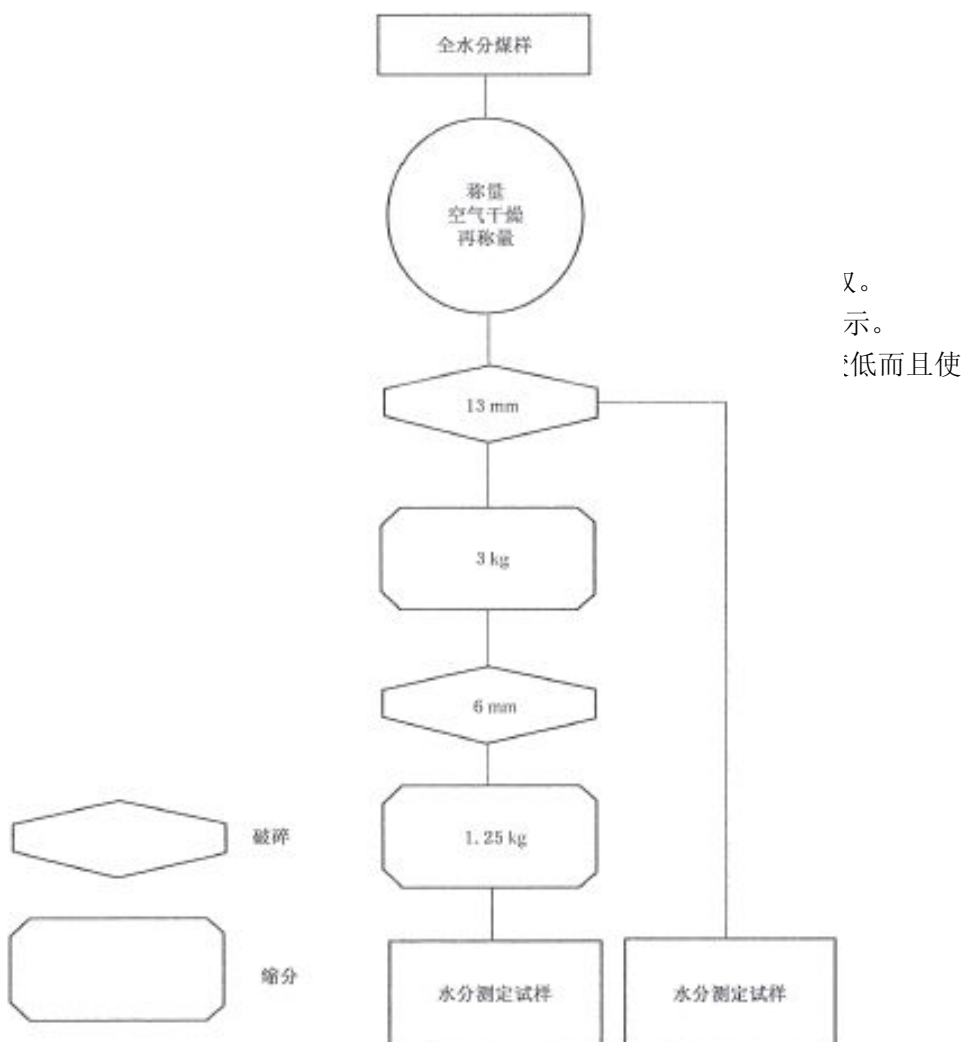 全水分煤样
称量
空气干燥
再称量
示。
低而且使
13 mm
3 kg
6 mm
1.25 kg
破碎
缩分
水分测定试样
水分测定试样